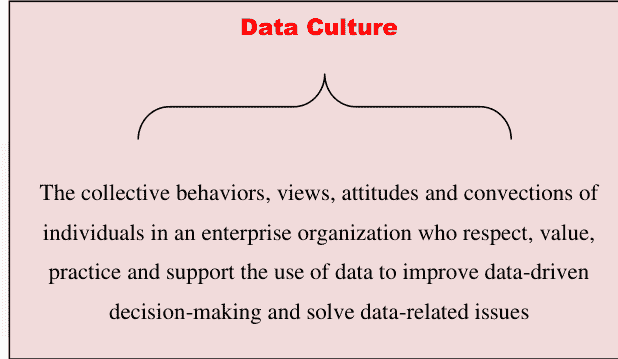 Data Culture
The collective behaviors, views, attitudes and convections of
individuals in an enterprise organization who respect, value,
practice and support the use of data to improve data-driven
decision-making and solve data-related issues